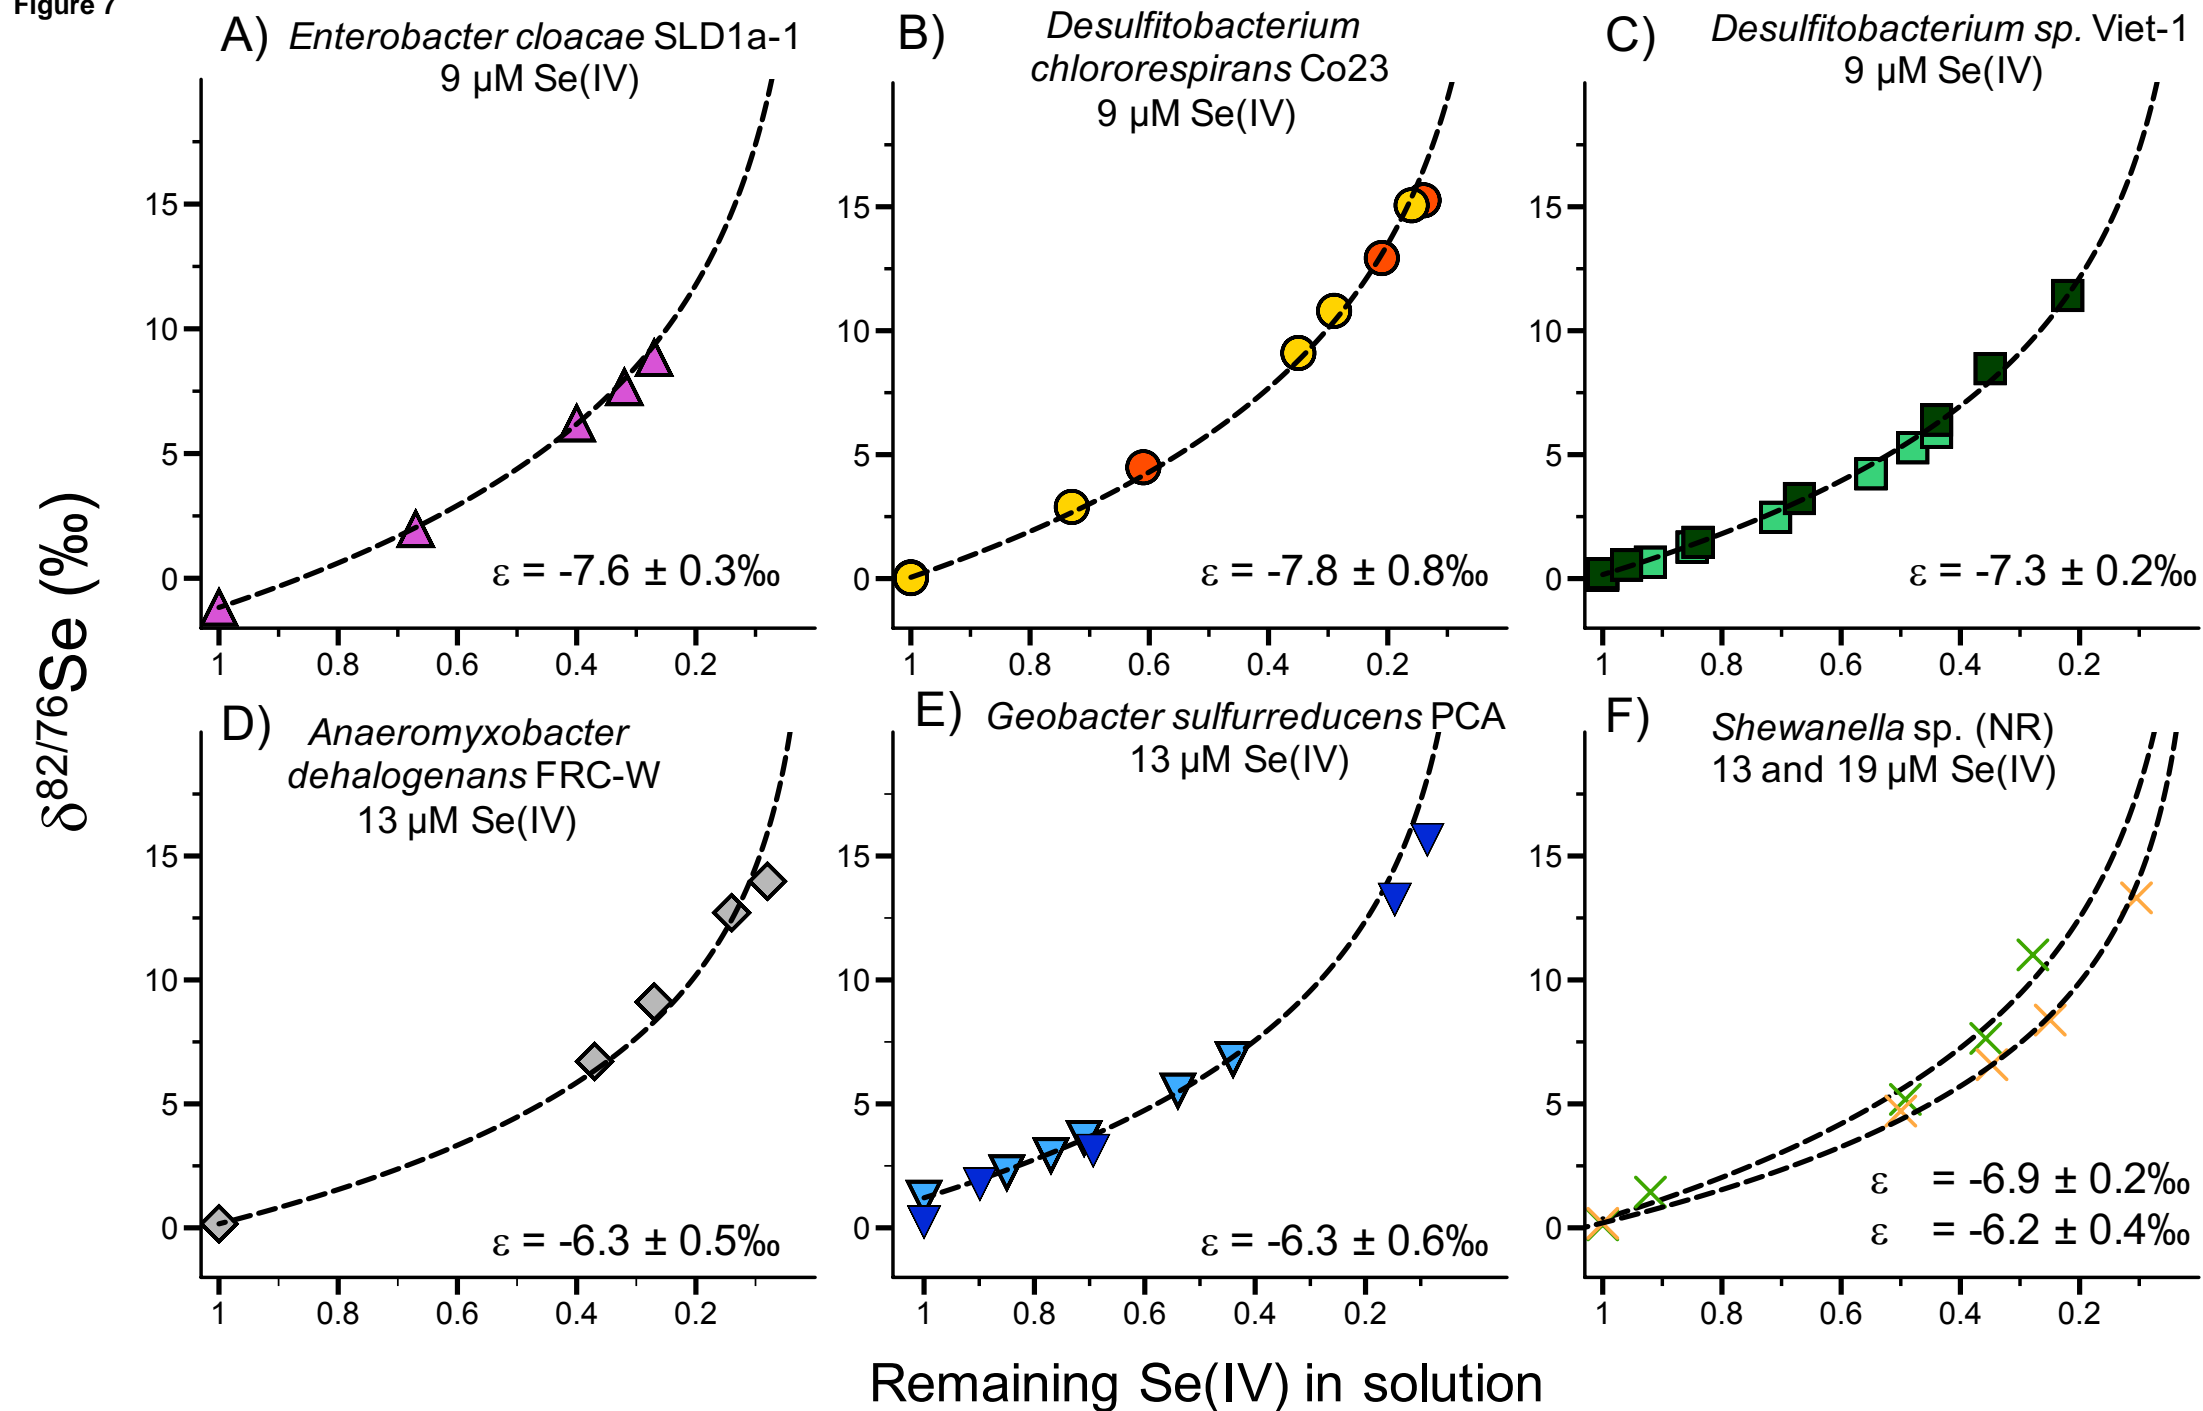 Figure 7
A) Enterobacter cloacae SLD1a-1
9 µM Se(IV)
15
10
5
0
1 0.8 0.6 0.4 0.2
ε = -7.6 ± 0.3‰
B) Desulfitobacterium
chlororespirans Co23
9 µM Se(IV)
15
10
5
0
1 0.8 0.6 0.4 0.2
ε = -7.8 ± 0.8‰
C) Desulfitobacterium sp. Viet-1
9 µM Se(IV)
15
10
5
0
1 0.8 0.6 0.4 0.2
ε = -7.3 ± 0.2‰
δ82/76Se (‰)
D) Anaeromyxobacter
dehalogenans FRC-W
13 µM Se(IV)
15
10
5
0
1 0.8 0.6 0.4 0.2
ε = -6.3 ± 0.5‰
E) Geobacter sulfurreducens PCA
13 µM Se(IV)
15
10
5
0
1 0.8 0.6 0.4 0.2
ε = -6.3 ± 0.6‰
F) Shewanella sp. (NR)
13 and 19 µM Se(IV)
15
10
5
0
1 0.8 0.6 0.4 0.2
ε = -6.9 ± 0.2‰
ε = -6.2 ± 0.4‰
Remaining Se(IV) in solution